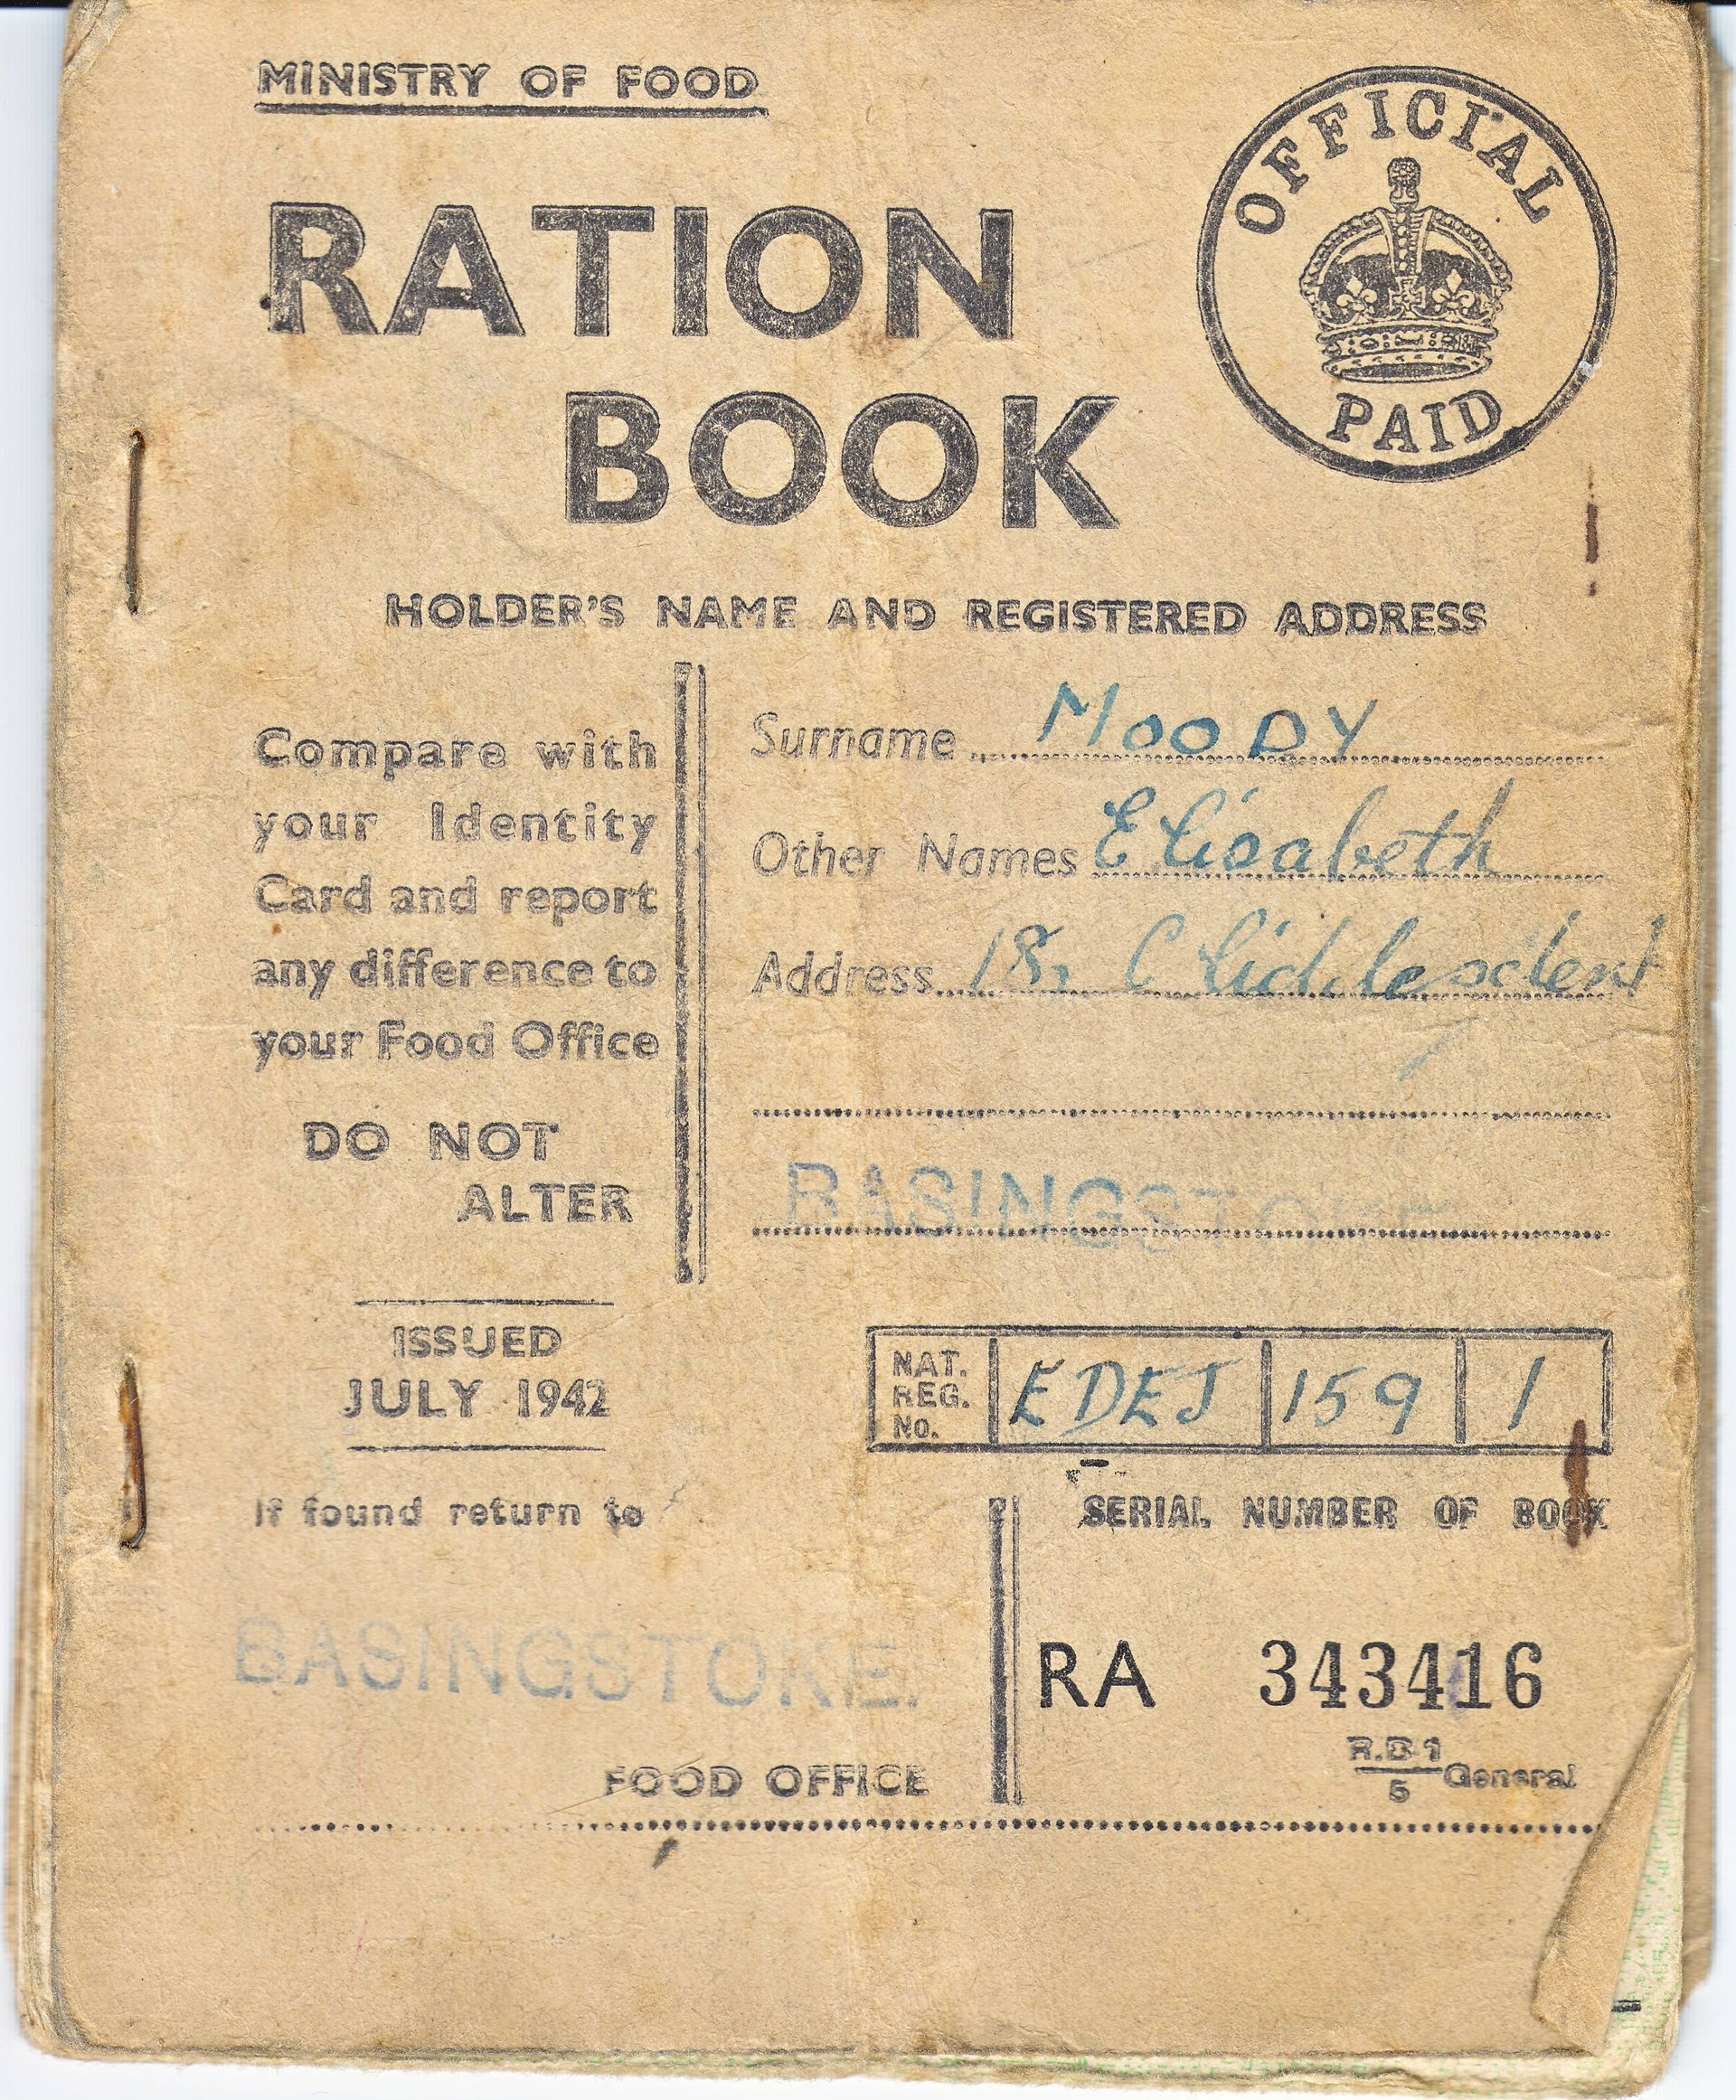 MINISTRY OF FOOD
OFFICIAL
PAID
RATION
BOOK
HOLDER'S NAME AND REGISTERED ADDRESS
Compare with
your Identity
Card and report
any difference to
your Food Office
DO NOT
ALTER
Surname MOODY
Other Names Elisabeth
Address 18,
BASINGSTOKE
ISSUED
JULY 1942
NAT.
REG.
NO.
EDEJ 159 1
If found return to
BASINGSTOKE.
FOOD OFFICE
SERIAL NUMBER OF BOOK
RA 343416
R.B 1
5
General